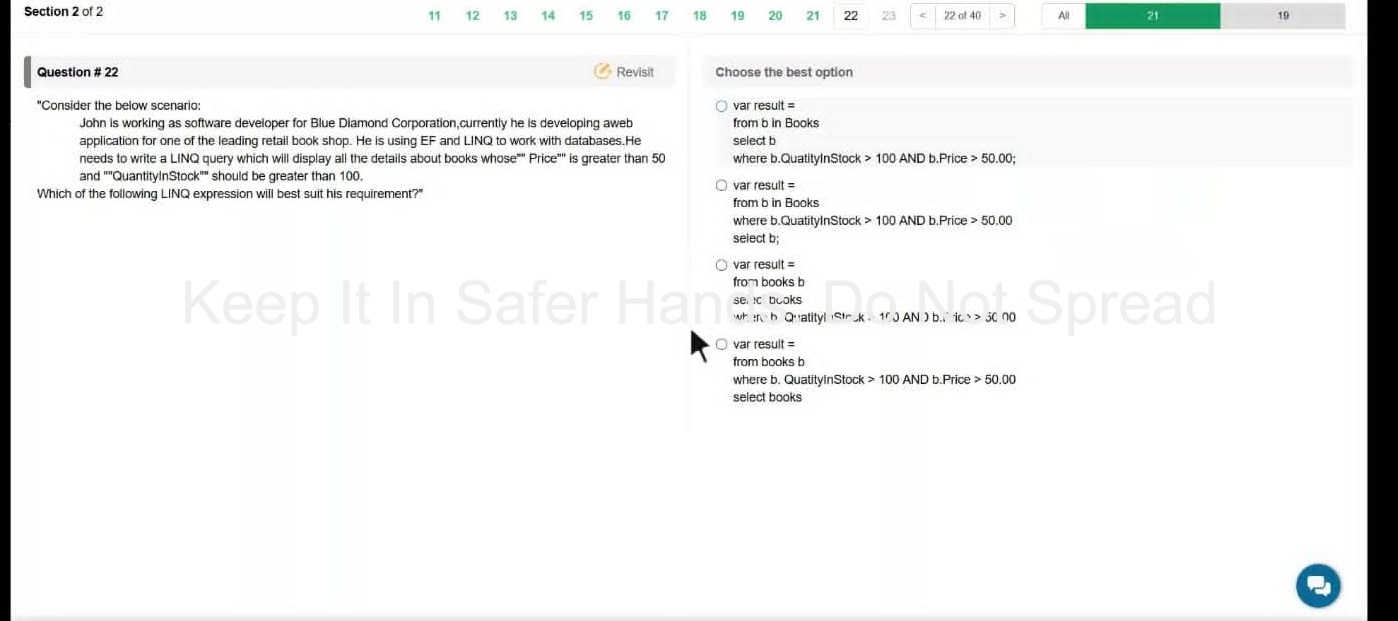 Section 2 of 2
11 12 13 14 15 16 17 18 19 20 21 22 23 < 22 of 40 > All 21 19
Question # 22
Revisit
"Consider the below scenario:
John is working as software developer for Blue Diamond Corporation,currently he is developing aweb
application for one of the leading retail book shop. He is using EF and LINQ to work with databases.He
needs to write a LINQ query which will display all the details about books whose"" Price"" is greater than 50
and ""QuantityInStock"" should be greater than 100.
Which of the following LINQ expression will best suit his requirement?"
Choose the best option
var result =
from b in Books
select b
where b.QuatityInStock > 100 AND b.Price > 50.00;
var result =
from b in Books
where b.QuatityInStock > 100 AND b.Price > 50.00
select b;
var result =
from books b
select books
where b. QuatityInStock > 100 AND b.Price > 50.00
var result =
from books b
where b. QuatityInStock > 100 AND b.Price > 50.00
select books
Keep It In Safer Hands, Do Not Spread